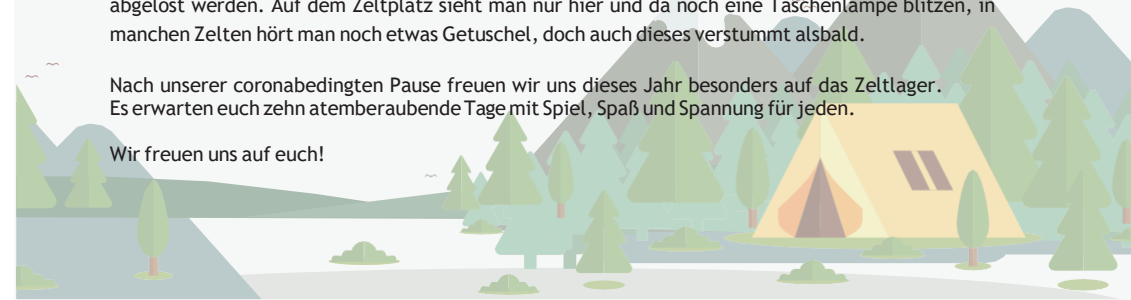 abgelöst werden. Auf dem Zeltplatz sieht man nur hier und da noch eine Taschenlampe blitzen, in
manchen Zelten hört man noch etwas Getuschel, doch auch dieses verstummt alsbald.
Nach unserer coronabedingten Pause freuen wir uns dieses Jahr besonders auf das Zeltlager.
Es erwarten euch zehn atemberaubende Tage mit Spiel, Spaß und Spannung für jeden.
Wir freuen uns auf euch!